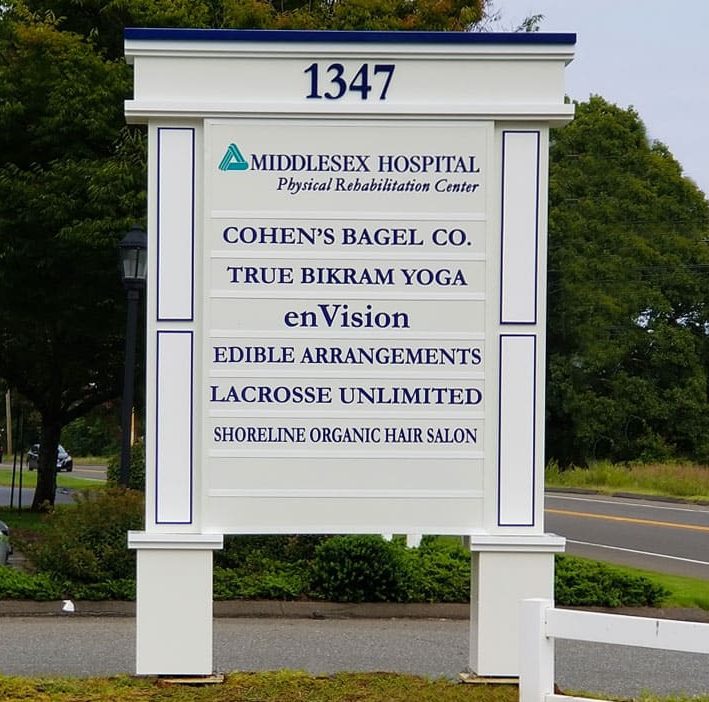 1347
MIDDLESEX HOSPITAL
Physical Rehabilitation Center
COHEN'S BAGEL CO.
TRUE BIKRAM YOGA
enVision
EDIBLE ARRANGEMENTS
LACROSSE UNLIMITED
SHORELINE ORGANIC HAIR SALON